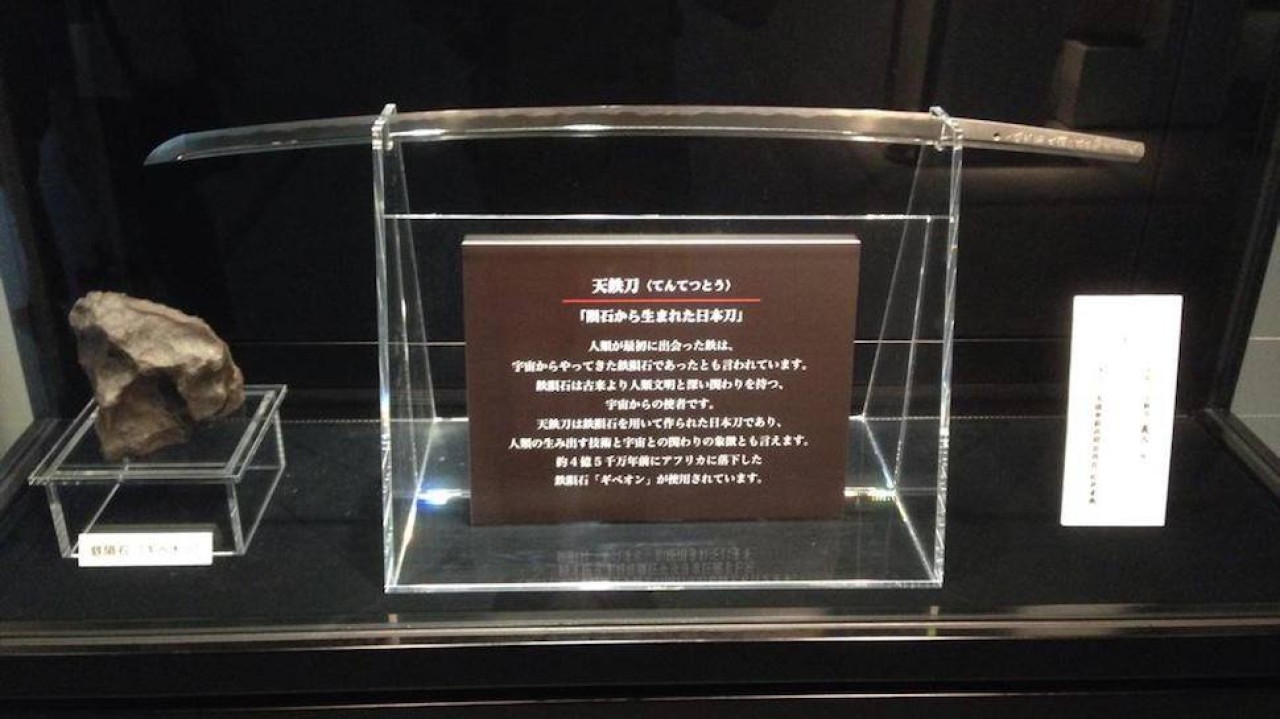 天鉄刀〈てんてつとう〉
「隕石から生まれた日本刀」
人類が最初に出会った鉄は、
宇宙からやってきた鉄隕石であったとも言われています。
鉄隕石は古来より人類文明と深い関わりを持つ、
宇宙からの使者です。
天鉄刀は鉄隕石を用いて作られた日本刀であり、
人類の生み出す技術と宇宙との関わりの象徴とも言えます。
約4億5千万年前にアフリカに落下した
鉄隕石「ギベオン」が使用されています。
鉄隕石「ギベオン」